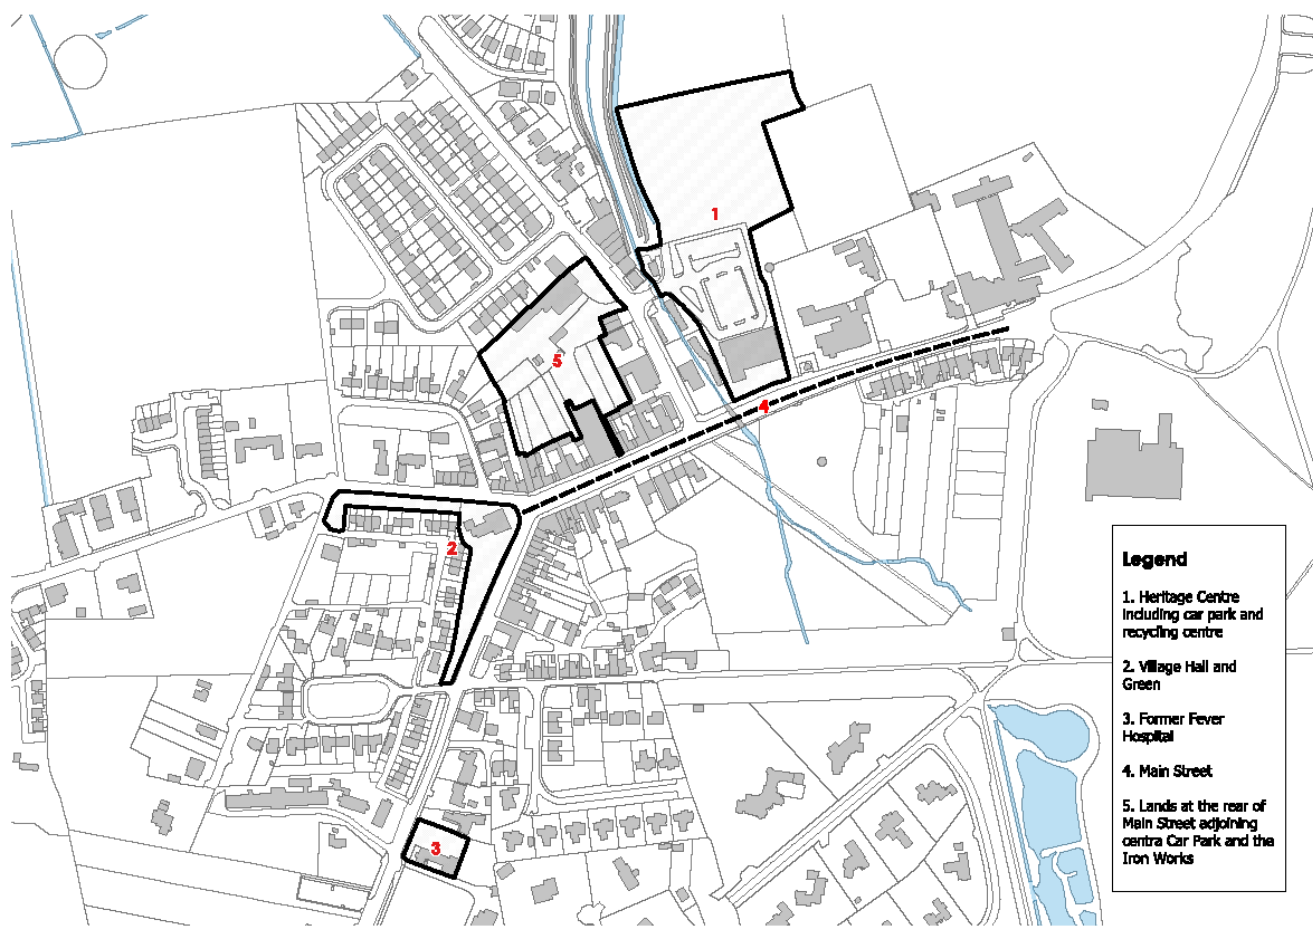 1
5
4
2
3
Legend
1. Heritage Centre
including car park and
recycling centre
2. Village Hall and
Green
3. Former Fever
Hospital
4. Main Street
5. Lands at the rear of
Main Street adjoining
centra Car Park and the
Iron Works